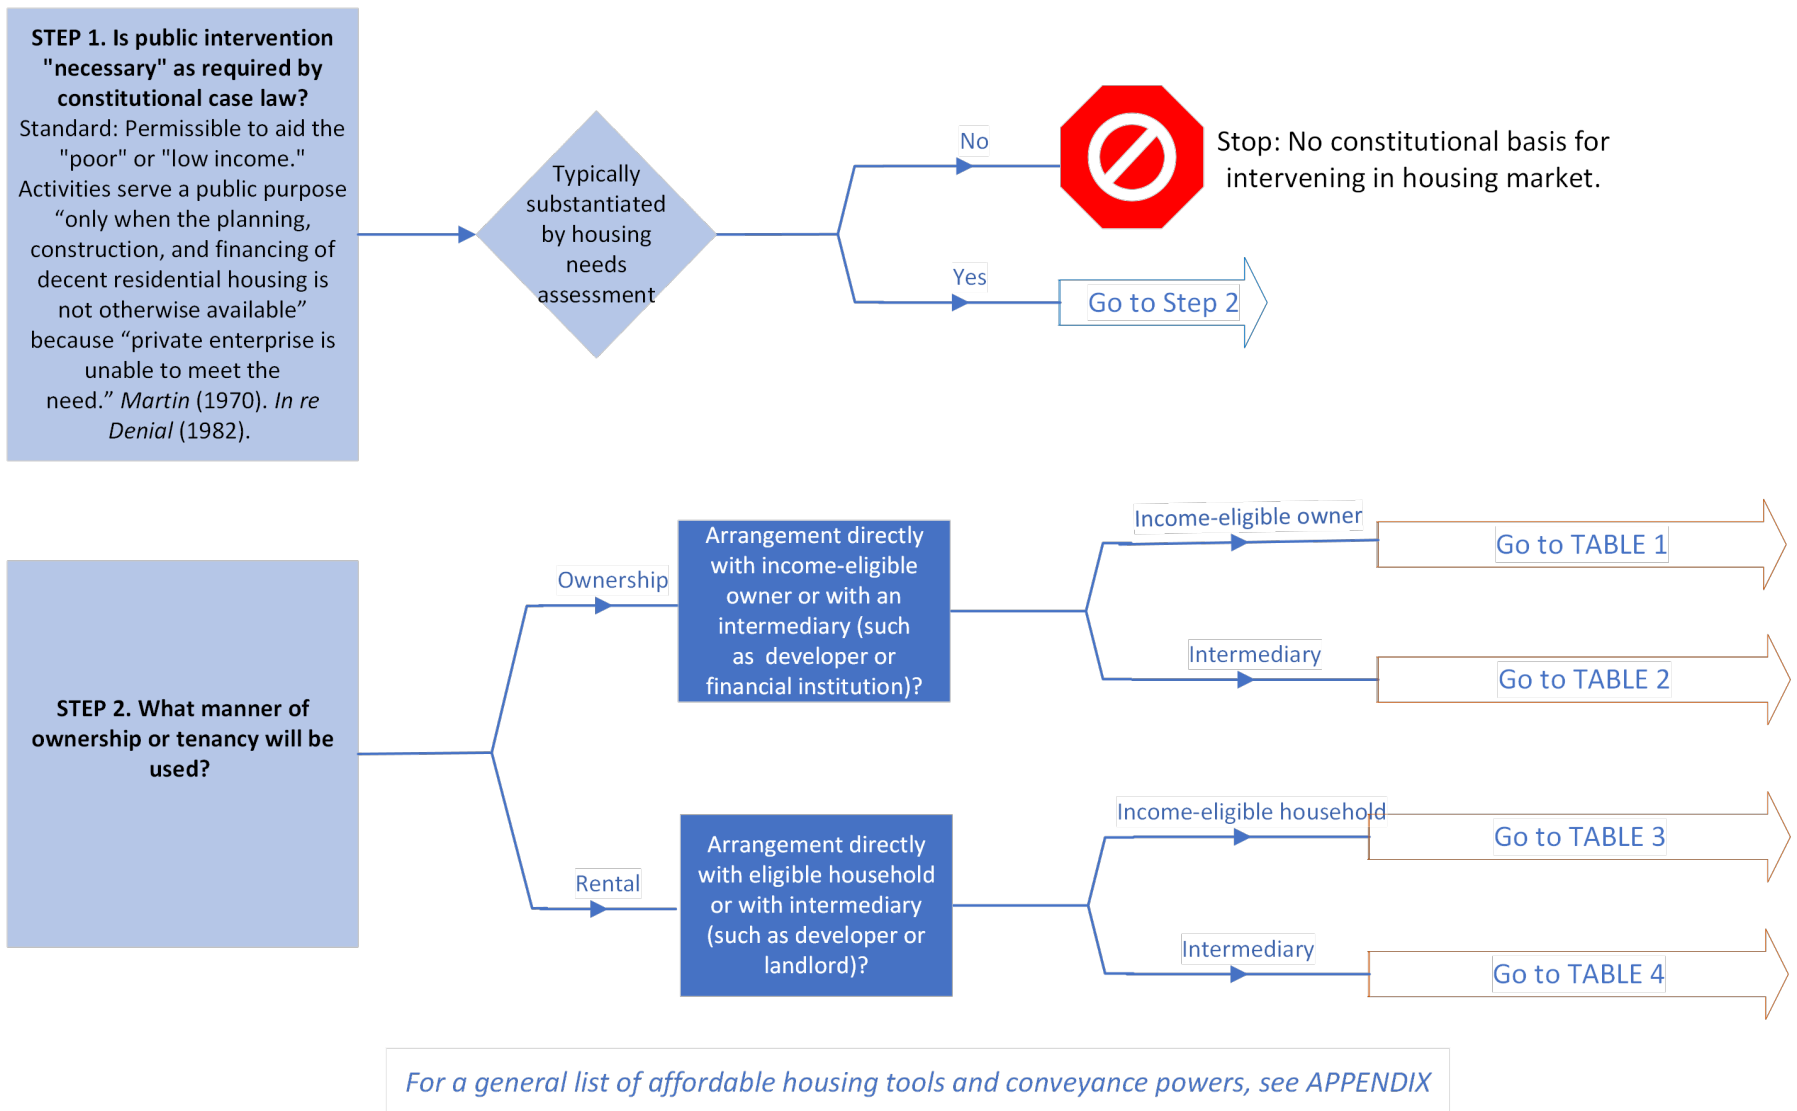 STEP 1. Is public intervention
"necessary" as required by
constitutional case law?
Standard: Permissible to aid the
"poor" or "low income."
Activities serve a public purpose
“only when the planning,
construction, and financing of
decent residential housing is
not otherwise available”
because “private enterprise is
unable to meet the
need.” Martin (1970). In re
Denial (1982).
Typically
substantiated
by housing
needs
assessment
No
Stop: No constitutional basis for
intervening in housing market.
Yes
Go to Step 2
STEP 2. What manner of
ownership or tenancy will be
used?
Ownership
Arrangement directly
with income-eligible
owner or with an
intermediary (such
as developer or
financial institution)?
Income-eligible owner
Go to TABLE 1
Intermediary
Go to TABLE 2
Rental
Arrangement directly
with eligible household
or with intermediary
(such as developer or
landlord)?
Income-eligible household
Go to TABLE 3
Intermediary
Go to TABLE 4
For a general list of affordable housing tools and conveyance powers, see APPENDIX